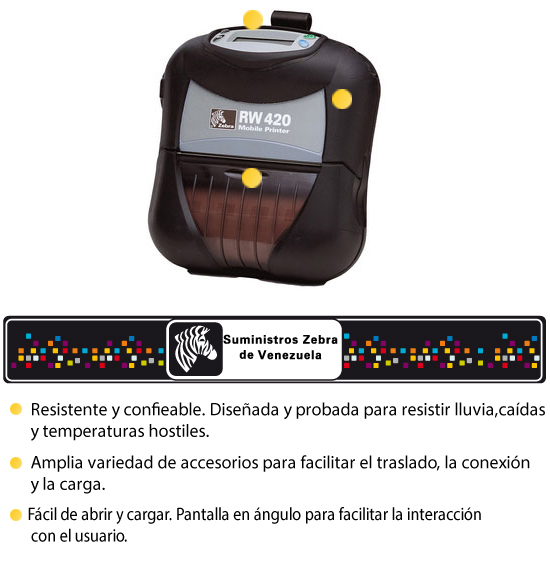 RW 420
Zebra Mobile Printer
Suministros Zebra
de Venezuela
Resistente y confieable. Diseñada y probada para resistir lluvia,caídas
y temperaturas hostiles.
Amplia variedad de accesorios para facilitar el traslado, la conexión
y la carga.
Fácil de abrir y cargar. Pantalla en ángulo para facilitar la interacción
con el usuario.